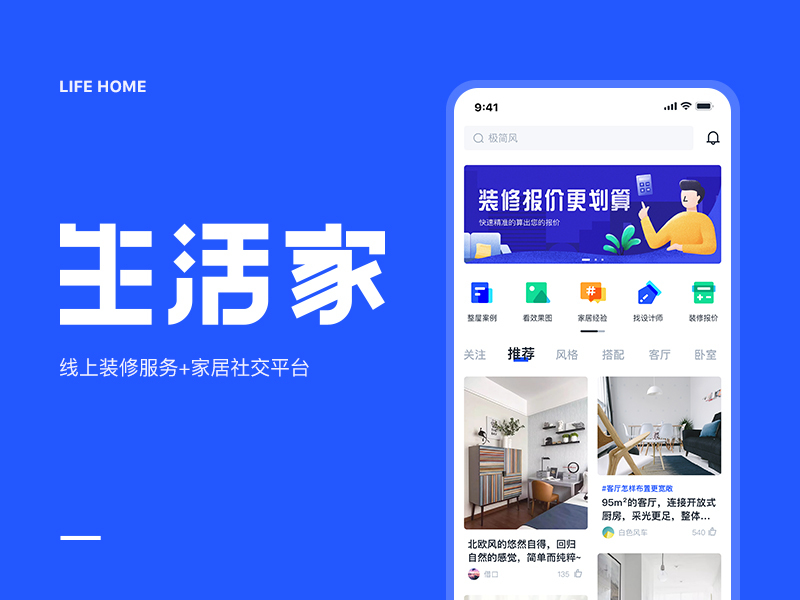 LIFE HOME
生活家
线上装修服务+家居社交平台
9:41
极简风
装修报价更划算
快速精准的算出您的报价
整屋案例
看效果图
家居经验
找设计师
装修报价
关注
推荐
风格
搭配
客厅
卧室
北欧风的悠然自得，回归
自然的感觉，简单而纯粹~
借口
135
#客厅怎样布置更宽敞
95m²的客厅，连接开放式
厨房，采光更足，整体...
白色风车
540